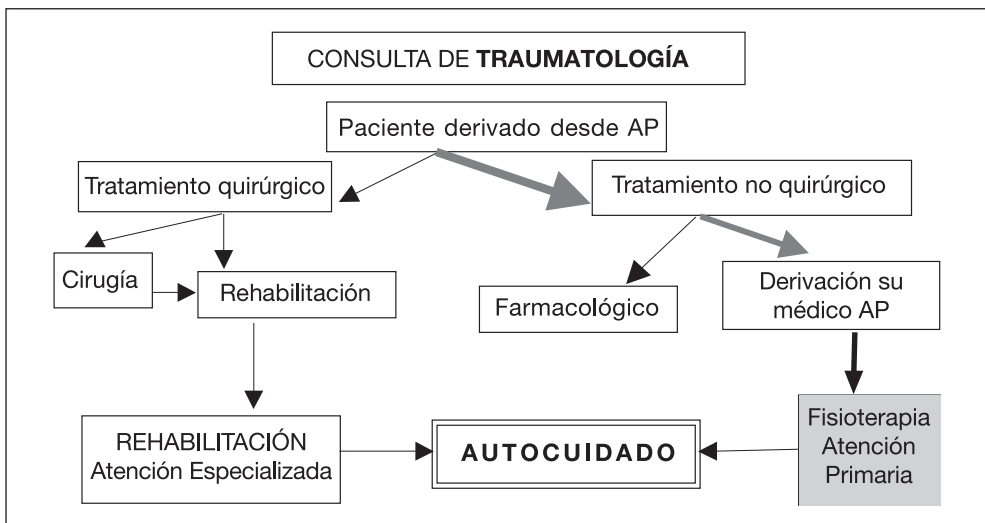 CONSULTA DE TRAUMATOLOGÍA
Paciente derivado desde AP
Tratamiento quirúrgico
Tratamiento no quirúrgico
Cirugía
Rehabilitación
Farmacológico
Derivación su
médico AP
REHABILITACIÓN
Atención Especializada
AUTOCUIDADO
Fisioterapia
Atención
Primaria